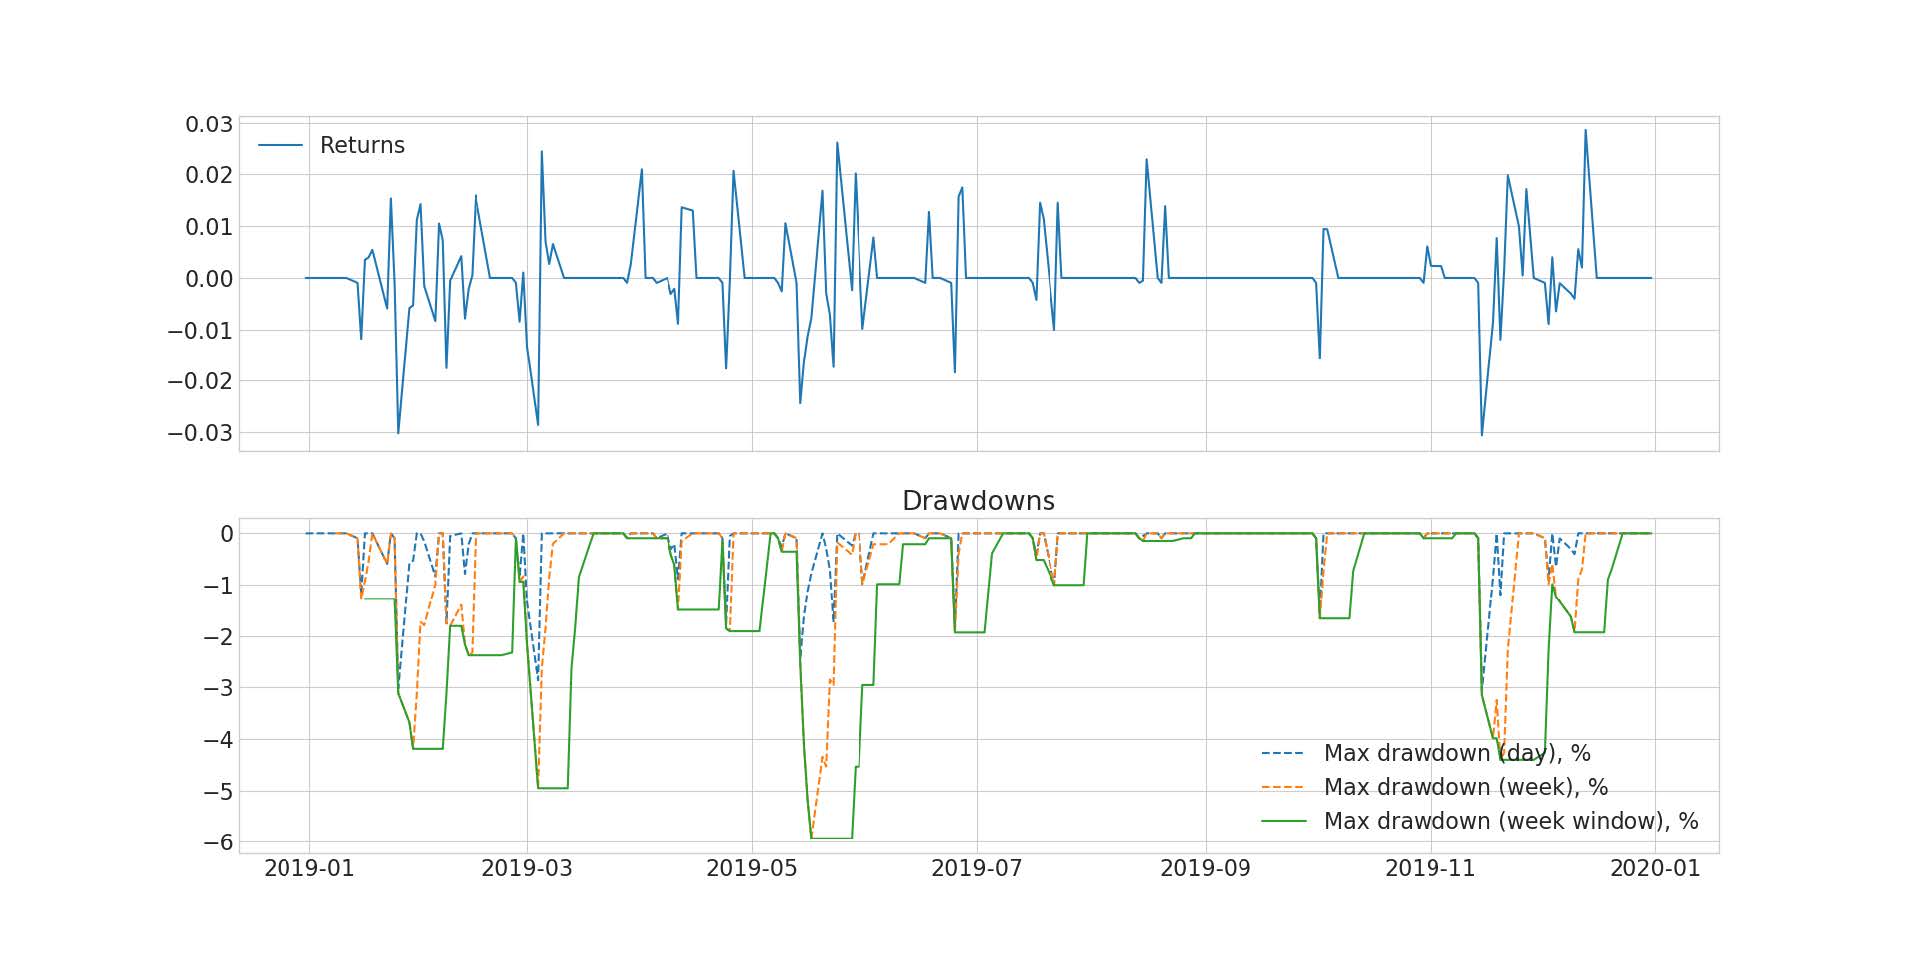 0.03
Returns
0.02
0.01
0.00
−0.01
−0.02
−0.03
Drawdowns
0
−1
−2
−3
−4
−5
−6
Max drawdown (day), %
Max drawdown (week), %
Max drawdown (week window), %
2019-01 2019-03 2019-05 2019-07 2019-09 2019-11 2020-01